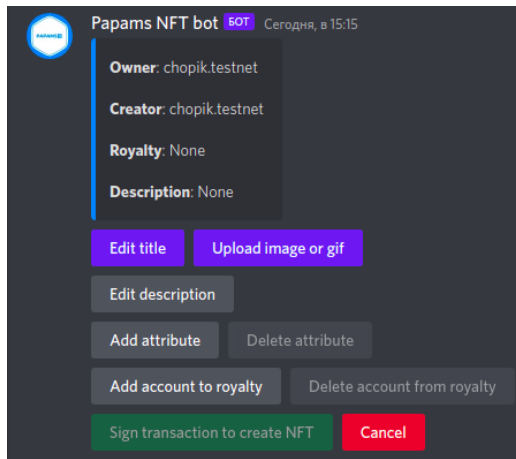 Papams NFT bot БОТ Сегодня, в 15:15
PAPAMS
Owner: chopik.testnet
Creator: chopik.testnet
Royalty: None
Description: None
Edit title Upload image or gif
Edit description
Add attribute Delete attribute
Add account to royalty Delete account from royalty
Sign transaction to create NFT Cancel